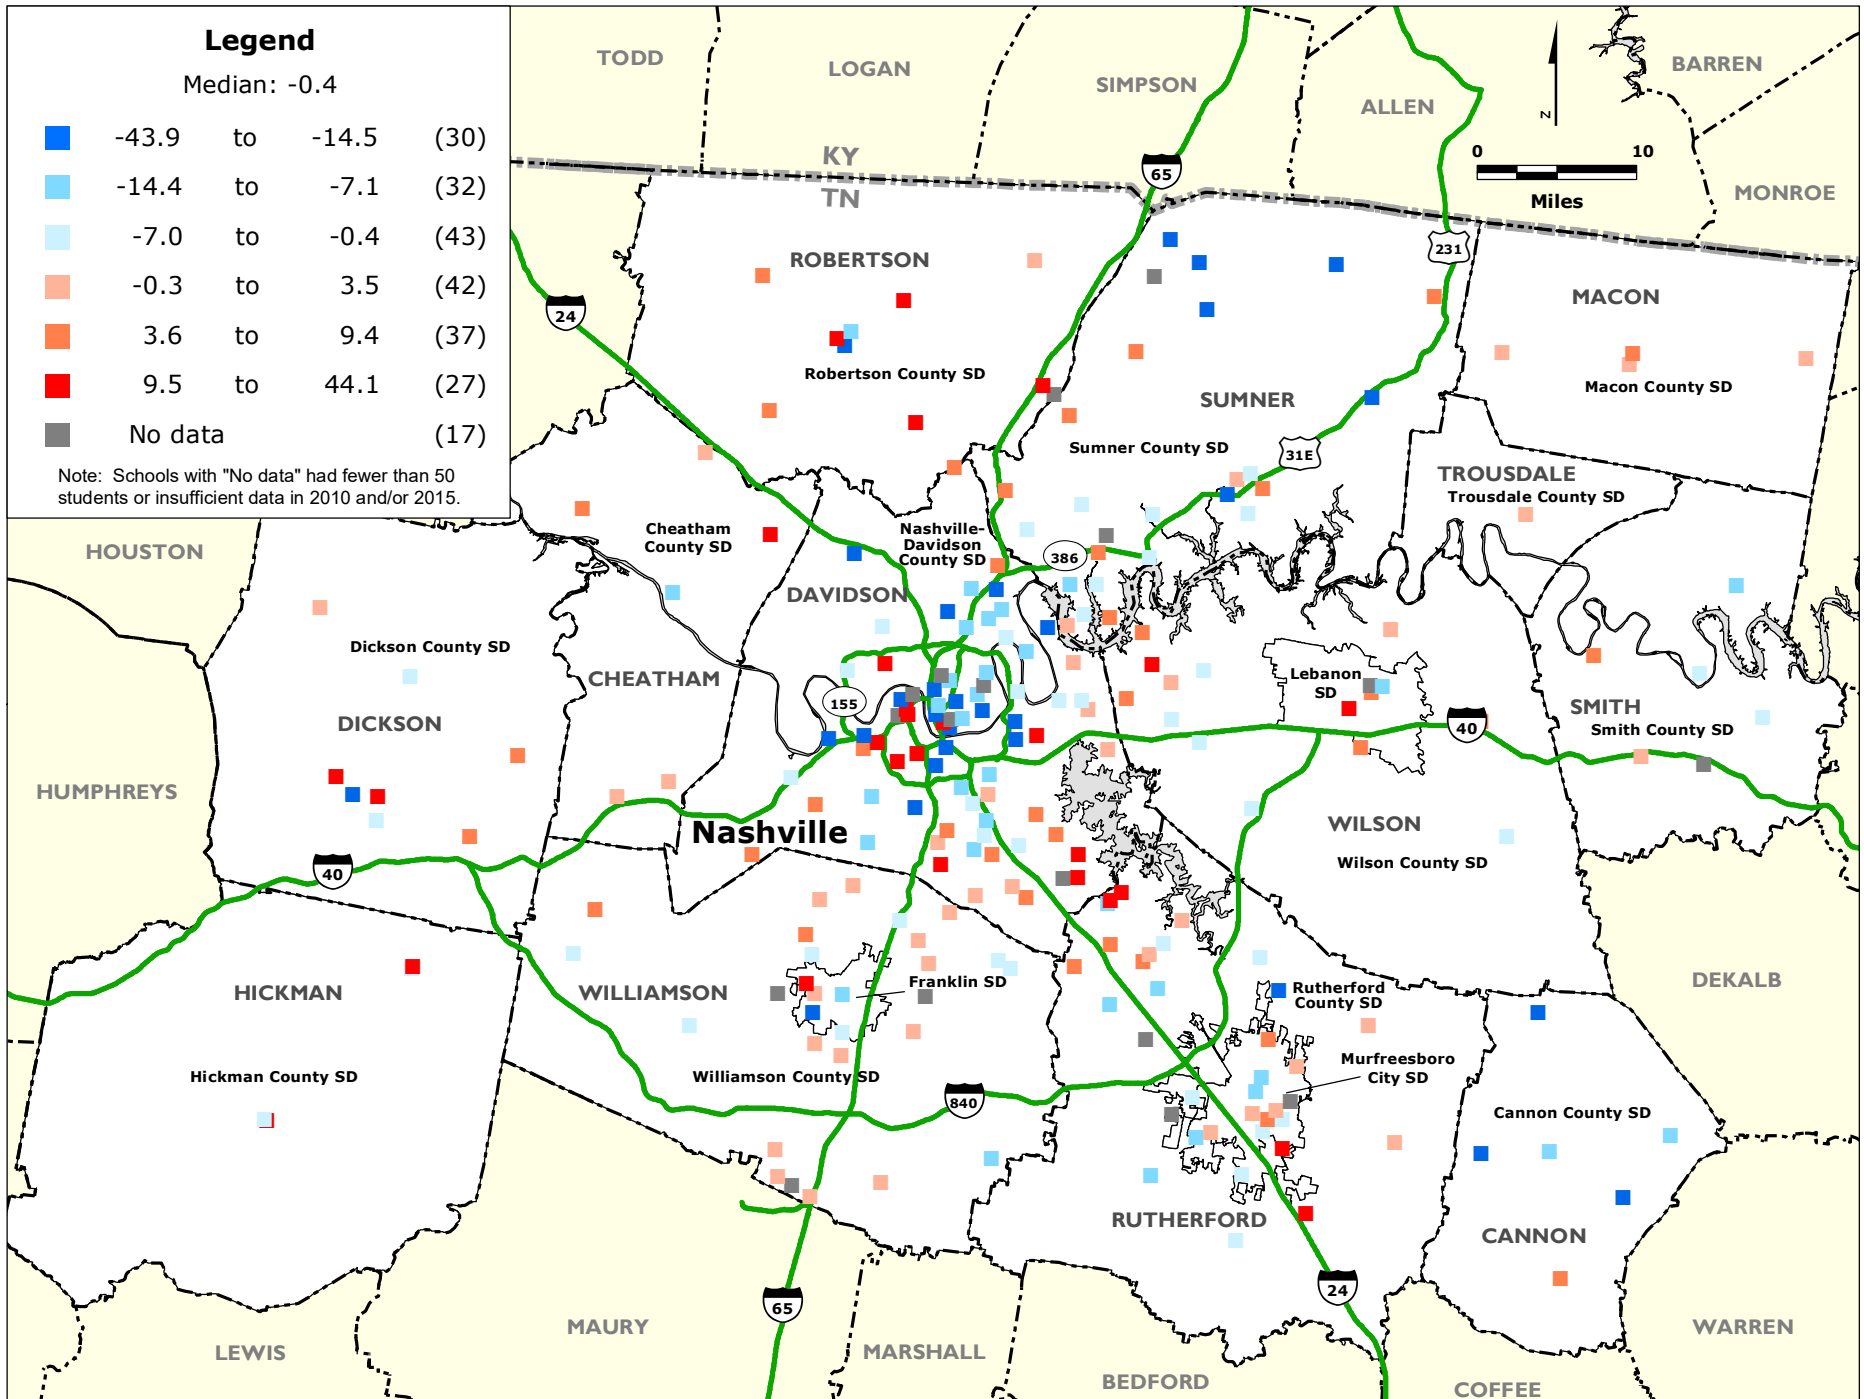 Legend
Median: -0.4
-43.9 to -14.5 (30)
-14.4 to -7.1 (32)
-7.0 to -0.4 (43)
-0.3 to 3.5 (42)
3.6 to 9.4 (37)
9.5 to 44.1 (27)
No data (17)
Note: Schools with "No data" had fewer than 50
students or insufficient data in 2010 and/or 2015.
TODD
LOGAN
SIMPSON
ALLEN
BARREN
MONROE
KY
TN
N
0 10
Miles
65
231
24
ROBERTSON
MACON
Robertson County SD
Macon County SD
SUMNER
Sumner County SD
31E
TROUSDALE
Trousdale County SD
HOUSTON
Cheatham
County SD
Nashville-
Davidson
County SD
386
DAVIDSON
Dickson County SD
CHEATHAM
DICKSON
155
Lebanon
SD
40
SMITH
Smith County SD
HUMPHREYS
Nashville
WILSON
Wilson County SD
40
HICKMAN
WILLIAMSON
Franklin SD
Rutherford
County SD
DEKALB
Hickman County SD
Williamson County SD
Murfreesboro
City SD
840
Cannon County SD
RUTHERFORD
CANNON
65
24
MAURY
LEWIS
MARSHALL
BEDFORD
COFFEE
WARREN